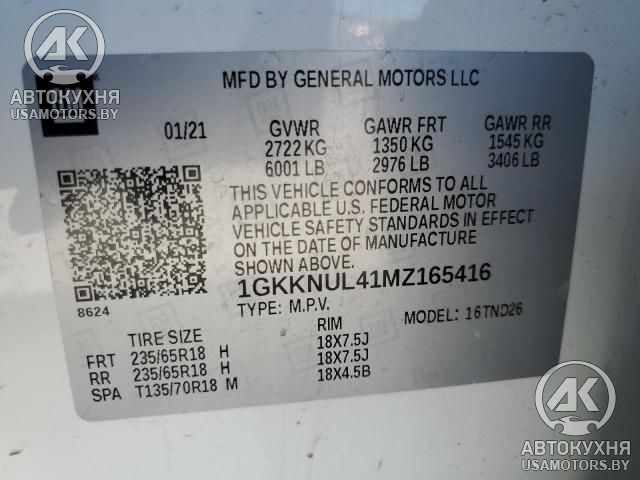 АВТОКУХНЯ
USAMOTORS.BY
GM
MFD BY GENERAL MOTORS LLC
01/21 GVWR GAWR FRT GAWR RR
2722 KG 1350 KG 1545 KG
6001 LB 2976 LB 3406 LB
THIS VEHICLE CONFORMS TO ALL
APPLICABLE U.S. FEDERAL MOTOR
VEHICLE SAFETY STANDARDS IN EFFECT
ON THE DATE OF MANUFACTURE
SHOWN ABOVE.
1GKKNUL41MZ165416
8624
TYPE: M.P.V. MODEL: 16TND26
TIRE SIZE RIM
FRT 235/65R18 H 18X7.5J
RR 235/65R18 H 18X7.5J
SPA T135/70R18 M 18X4.5B
АК
АВТОКУХНЯ
USAMOTORS.BY
АК